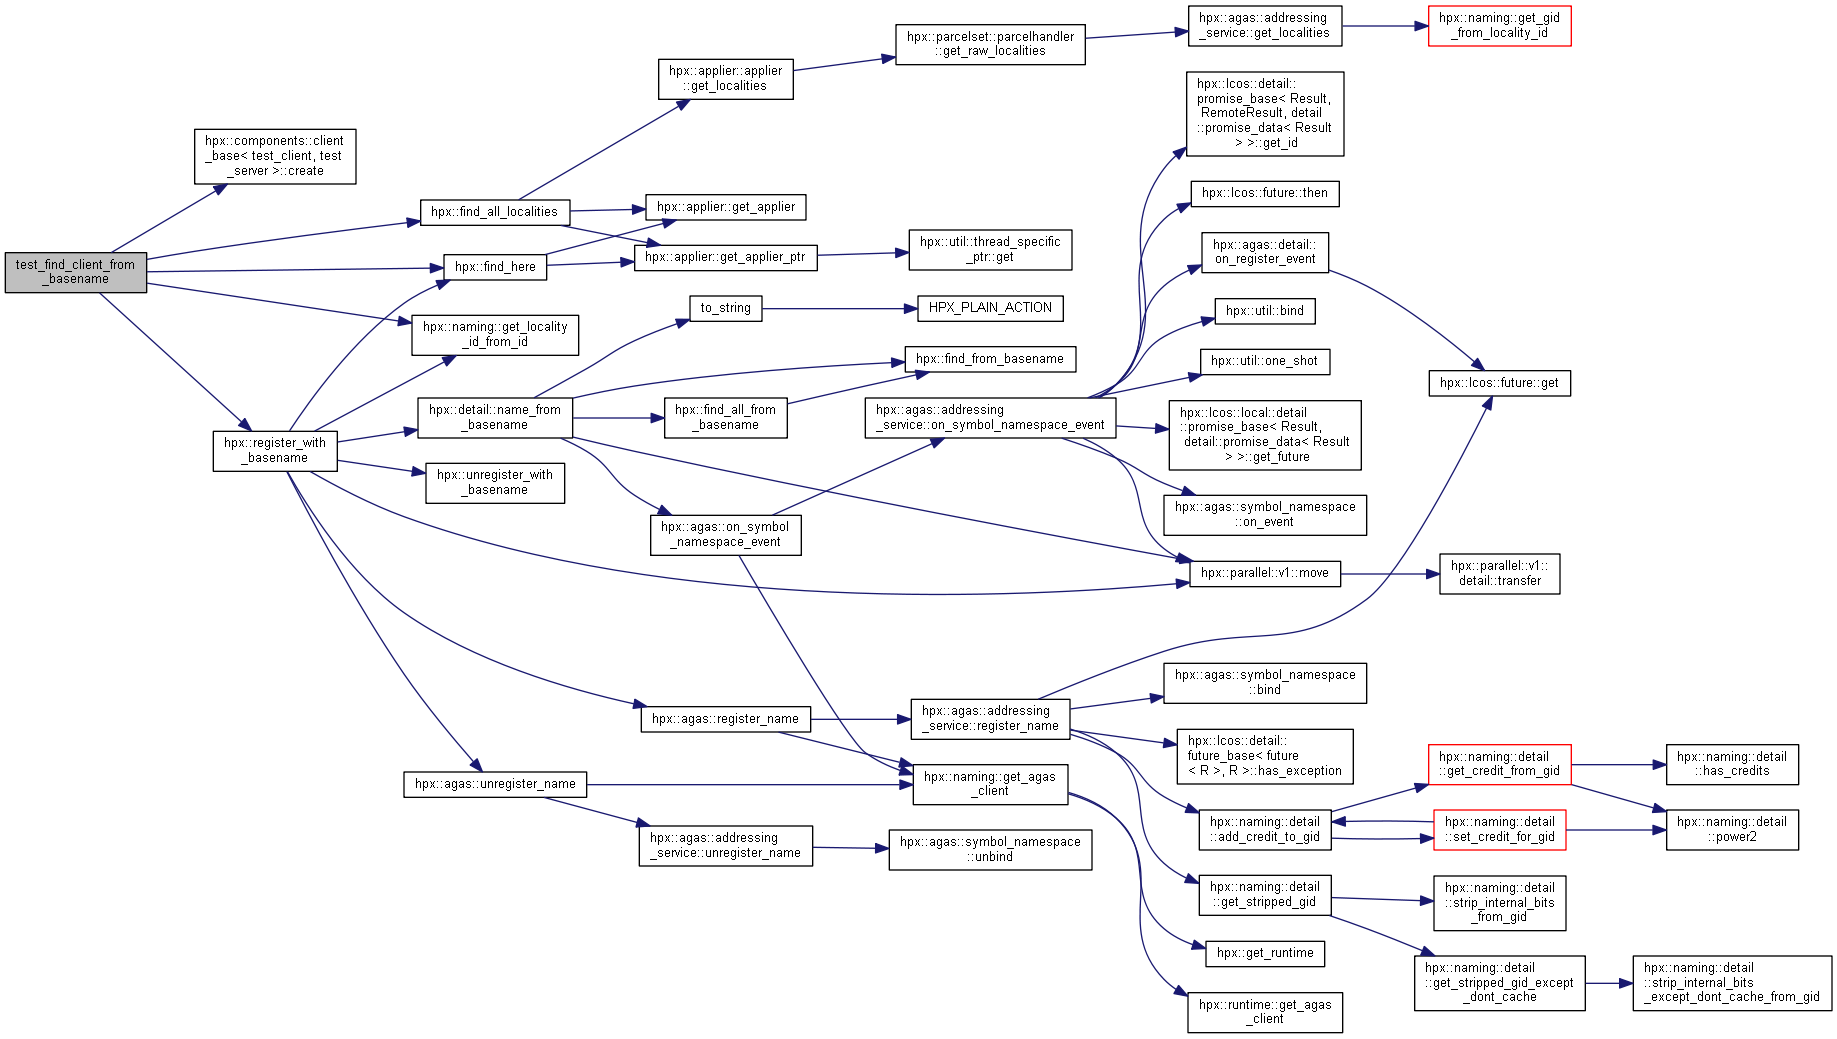 test_find_client_from
_basename
hpx::components::client
_base< test_client, test
_server >::create
hpx::find_all_localities
hpx::find_here
hpx::naming::get_locality
_id_from_id
hpx::register_with
_basename
hpx::detail::name_from
_basename
hpx::unregister_with
_basename
hpx::agas::unregister_name
hpx::applier::applier
::get_localities
hpx::applier::get_applier
hpx::applier::get_applier_ptr
to_string
hpx::find_all_from
_basename
hpx::agas::on_symbol
_namespace_event
hpx::agas::register_name
hpx::agas::addressing
_service::unregister_name
hpx::parcelset::parcelhandler
::get_raw_localities
hpx::util::thread_specific
_ptr::get
HPX_PLAIN_ACTION
hpx::find_from_basename
hpx::agas::addressing
_service::on_symbol_namespace_event
hpx::agas::addressing
_service::register_name
hpx::naming::get_agas
_client
hpx::agas::symbol_namespace
::unbind
hpx::agas::addressing
_service::get_localities
hpx::lcos::detail::
promise_base< Result,
RemoteResult, detail
::promise_data< Result
> >::get_id
hpx::lcos::future::then
hpx::agas::detail::
on_register_event
hpx::util::bind
hpx::util::one_shot
hpx::lcos::local::detail
::promise_base< Result,
detail::promise_data< Result
> >::get_future
hpx::agas::symbol_namespace
::on_event
hpx::parallel::v1::move
hpx::agas::symbol_namespace
::bind
hpx::lcos::detail::
future_base< future
< R >, R >::has_exception
hpx::naming::detail
::add_credit_to_gid
hpx::naming::detail
::get_stripped_gid
hpx::get_runtime
hpx::runtime::get_agas
_client
hpx::naming::get_gid
_from_locality_id
hpx::lcos::future::get
hpx::parallel::v1::
detail::transfer
hpx::naming::detail
::get_credit_from_gid
hpx::naming::detail
::set_credit_for_gid
hpx::naming::detail
::strip_internal_bits
_from_gid
hpx::naming::detail
::get_stripped_gid_except
_dont_cache
hpx::naming::detail
::has_credits
hpx::naming::detail
::power2
hpx::naming::detail
::strip_internal_bits
_except_dont_cache_from_gid